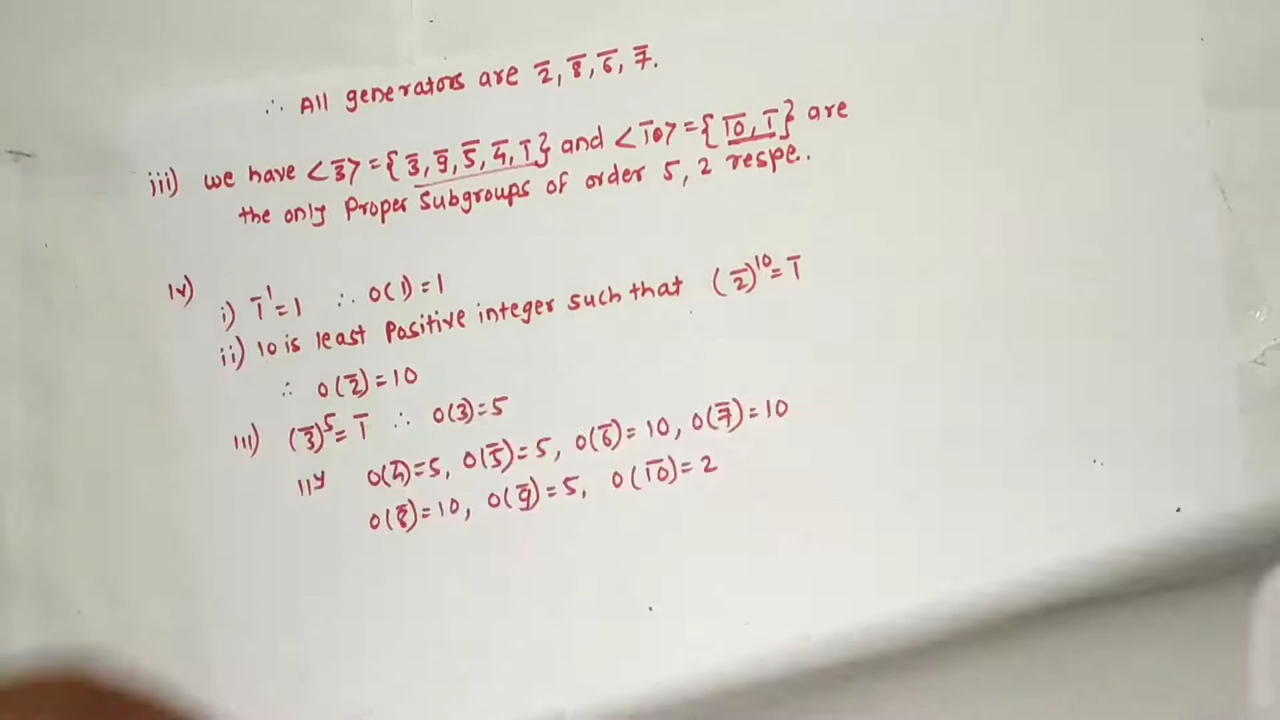 ∴ All generators are 2̄, 8̄, 6̄, 7̄.
iii) we have <3̄> = {3̄, 9̄, 5̄, 4̄, 1̄} and <1̄0̄> = {1̄0̄, 1̄} are
the only Proper Subgroups of order 5, 2 respe..
iv)
i) 1̄¹ = 1 ∴ o(1) = 1
ii) 10 is least Positive integer such that (2̄)¹⁰ = 1̄
∴ o(2̄) = 10
iii) (3̄)⁵ = 1̄ ∴ o(3) = 5
lly o(4̄) = 5, o(5̄) = 5, o(6̄) = 10, o(7̄) = 10
o(8̄) = 10, o(9̄) = 5, o(1̄0̄) = 2